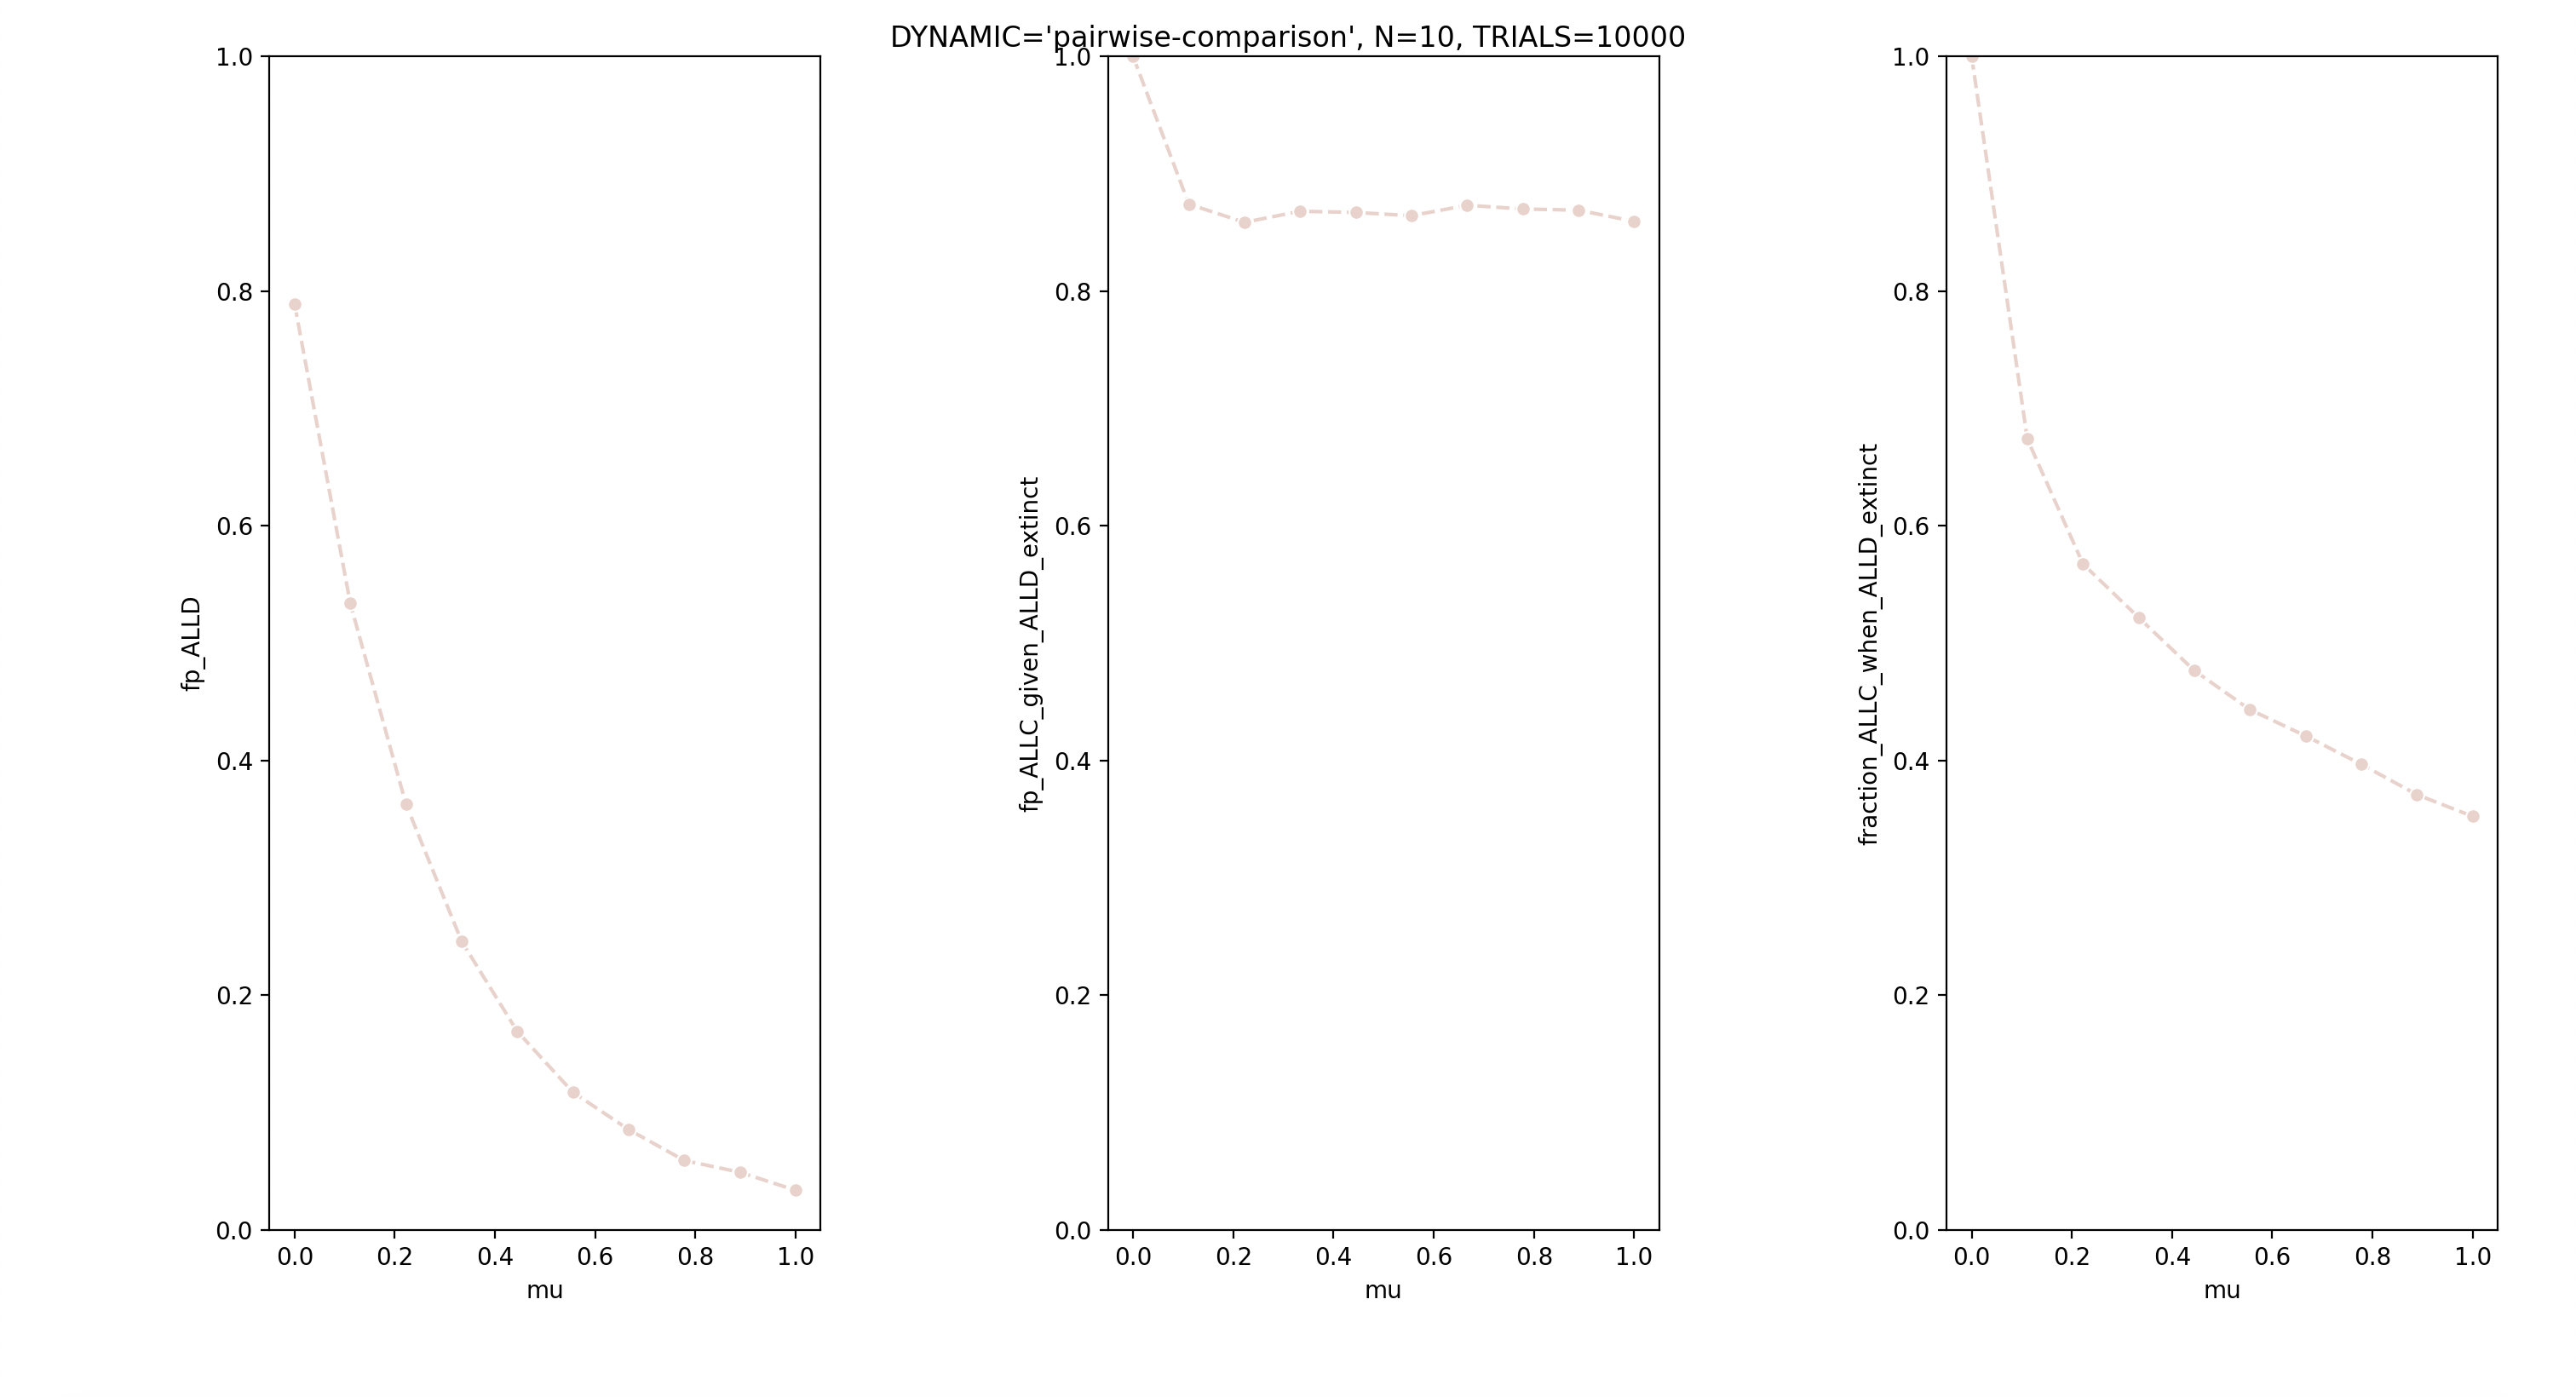 DYNAMIC='pairwise-comparison', N=10, TRIALS=10000
fp_ALLD
1.0
0.8
0.6
0.4
0.2
0.0
0.0 0.2 0.4 0.6 0.8 1.0
mu
fp_ALLC_given_ALLD_extinct
1.0
0.8
0.6
0.4
0.2
0.0
0.0 0.2 0.4 0.6 0.8 1.0
mu
fraction_ALLC_when_ALLD_extinct
1.0
0.8
0.6
0.4
0.2
0.0
0.0 0.2 0.4 0.6 0.8 1.0
mu